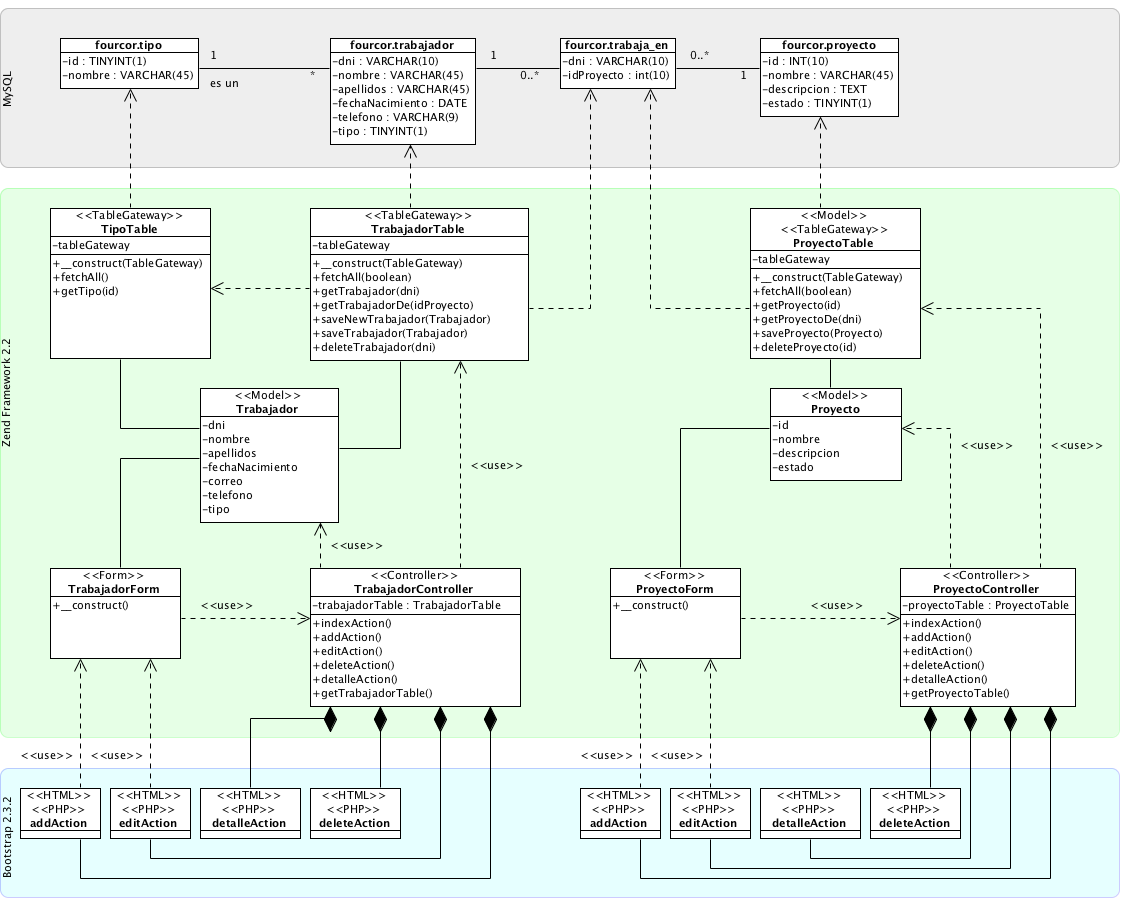 MySQL
fourcor.tipo
-id : TINYINT(1)
-nombre : VARCHAR(45)
1
es un
*
fourcor.trabajador
-dni : VARCHAR(10)
-nombre : VARCHAR(45)
-apellidos : VARCHAR(45)
-fechaNacimiento : DATE
-telefono : VARCHAR(9)
-tipo : TINYINT(1)
1
0..*
fourcor.trabaja_en
-dni : VARCHAR(10)
-idProyecto : int(10)
0..*
1
fourcor.proyecto
-id : INT(10)
-nombre : VARCHAR(45)
-descripcion : TEXT
-estado : TINYINT(1)
Zend Framework 2.2
<<TableGateway>>
TipoTable
-tableGateway
+__construct(TableGateway)
+fetchAll()
+getTipo(id)
<<TableGateway>>
TrabajadorTable
-tableGateway
+__construct(TableGateway)
+fetchAll(boolean)
+getTrabajador(dni)
+getTrabajadorDe(idProyecto)
+saveNewTrabajador(Trabajador)
+saveTrabajador(Trabajador)
+deleteTrabajador(dni)
<<Model>>
<<TableGateway>>
ProyectoTable
-tableGateway
+__construct(TableGateway)
+fetchAll(boolean)
+getProyecto(id)
+getProyectoDe(dni)
+saveProyecto(Proyecto)
+deleteProyecto(id)
<<Model>>
Trabajador
-dni
-nombre
-apellidos
-fechaNacimiento
-correo
-telefono
-tipo
<<use>>
<<use>>
<<Model>>
Proyecto
-id
-nombre
-descripcion
-estado
<<use>>
<<use>>
<<Form>>
TrabajadorForm
+__construct()
<<use>>
<<Controller>>
TrabajadorController
-trabajadorTable : TrabajadorTable
+indexAction()
+addAction()
+editAction()
+deleteAction()
+detalleAction()
+getTrabajadorTable()
<<Form>>
ProyectoForm
+__construct()
<<use>>
<<Controller>>
ProyectoController
-proyectoTable : ProyectoTable
+indexAction()
+addAction()
+editAction()
+deleteAction()
+detalleAction()
+getProyectoTable()
<<use>>
<<use>>
<<use>>
<<use>>
Bootstrap 2.3.2
<<HTML>>
<<PHP>>
addAction
<<HTML>>
<<PHP>>
editAction
<<HTML>>
<<PHP>>
detalleAction
<<HTML>>
<<PHP>>
deleteAction
<<HTML>>
<<PHP>>
addAction
<<HTML>>
<<PHP>>
editAction
<<HTML>>
<<PHP>>
detalleAction
<<HTML>>
<<PHP>>
deleteAction